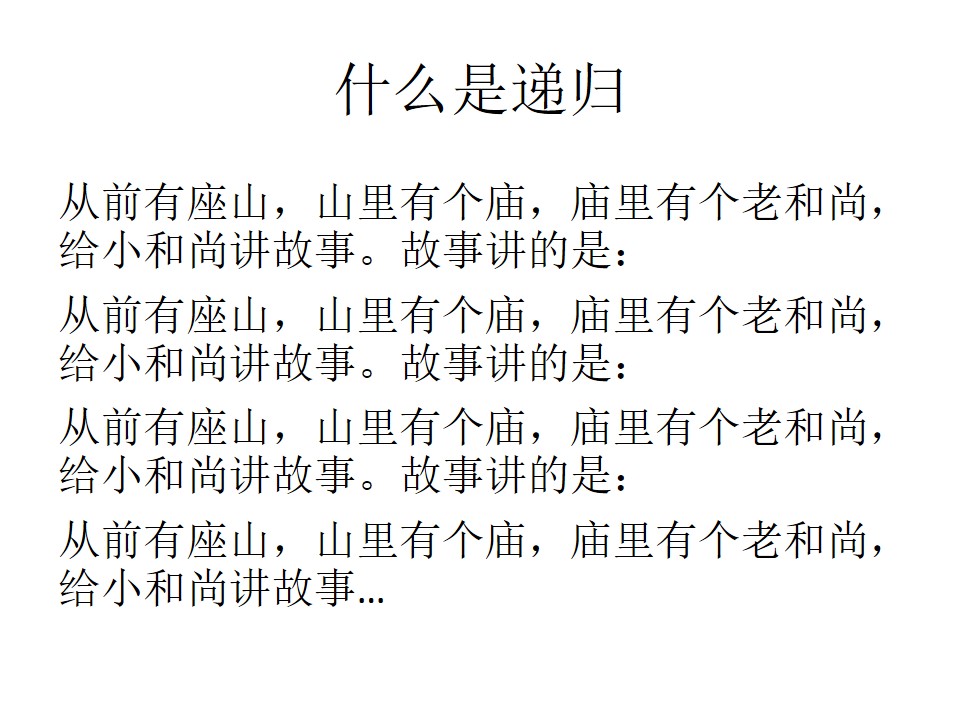 什么是递归
从前有座山，山里有个庙，庙里有个老和尚，
给小和尚讲故事。故事讲的是：
从前有座山，山里有个庙，庙里有个老和尚，
给小和尚讲故事。故事讲的是：
从前有座山，山里有个庙，庙里有个老和尚，
给小和尚讲故事。故事讲的是：
从前有座山，山里有个庙，庙里有个老和尚，
给小和尚讲故事...